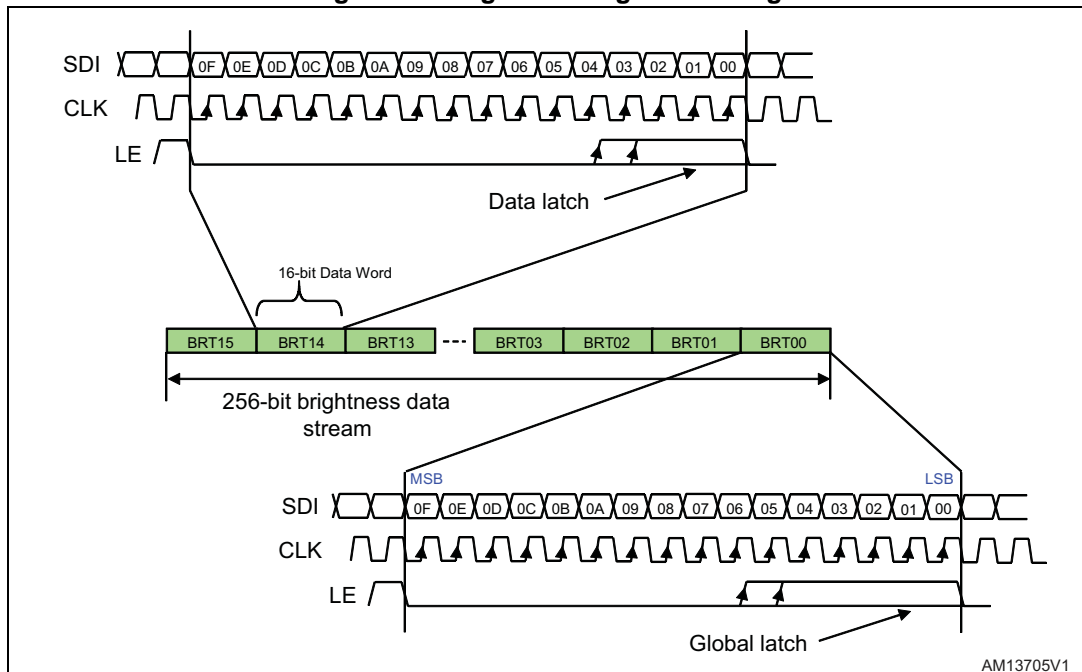 SDI 0F 0E 0D 0C 0B 0A 09 08 07 06 05 04 03 02 01 00
CLK
LE
Data latch
16-bit Data Word
BRT15 BRT14 BRT13 BRT03 BRT02 BRT01 BRT00
256-bit brightness data
stream
MSB LSB
SDI 0F 0E 0D 0C 0B 0A 09 08 07 06 05 04 03 02 01 00
CLK
LE
Global latch
AM13705V1